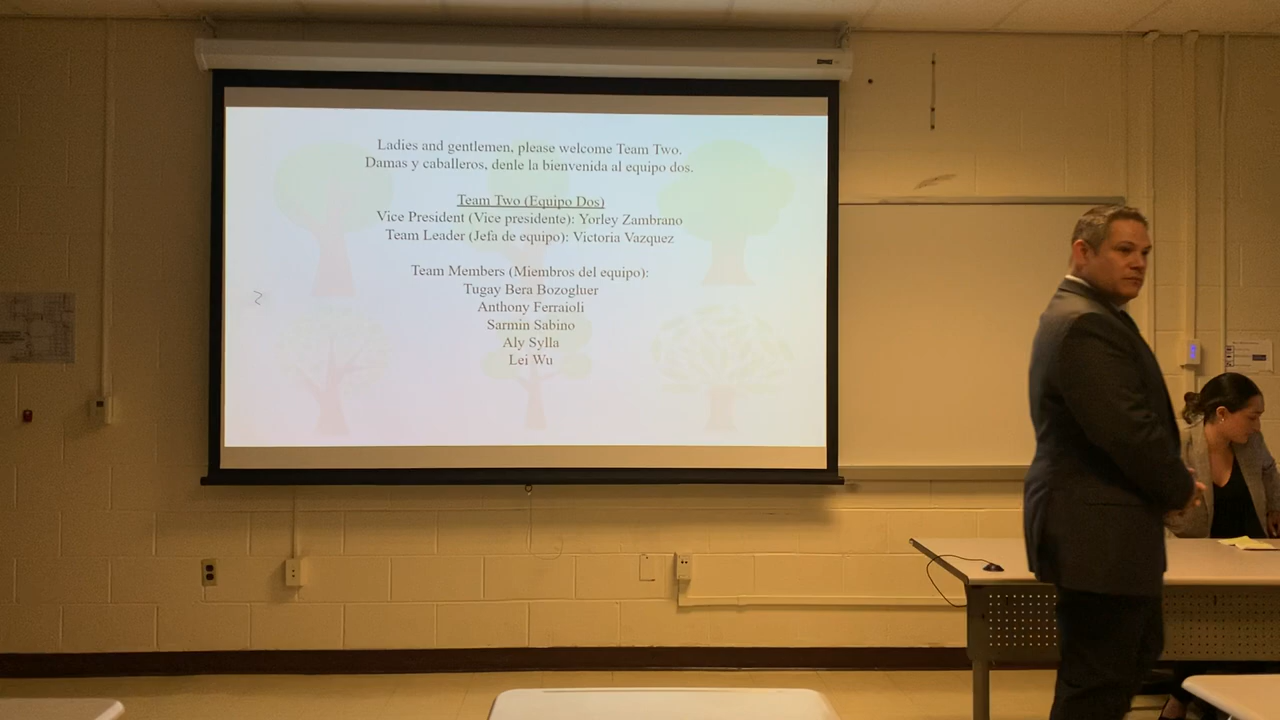 Ladies and gentlemen, please welcome Team Two.
Damas y caballeros, denle la bienvenida al equipo dos.
Team Two (Equipo Dos)
Vice President (Vice presidente): Yorley Zambrano
Team Leader (Jefa de equipo): Victoria Vazquez
Team Members (Miembros del equipo):
Tugay Bera Bozogluer
Anthony Ferraioli
Sarmin Sabino
Aly Sylla
Lei Wu